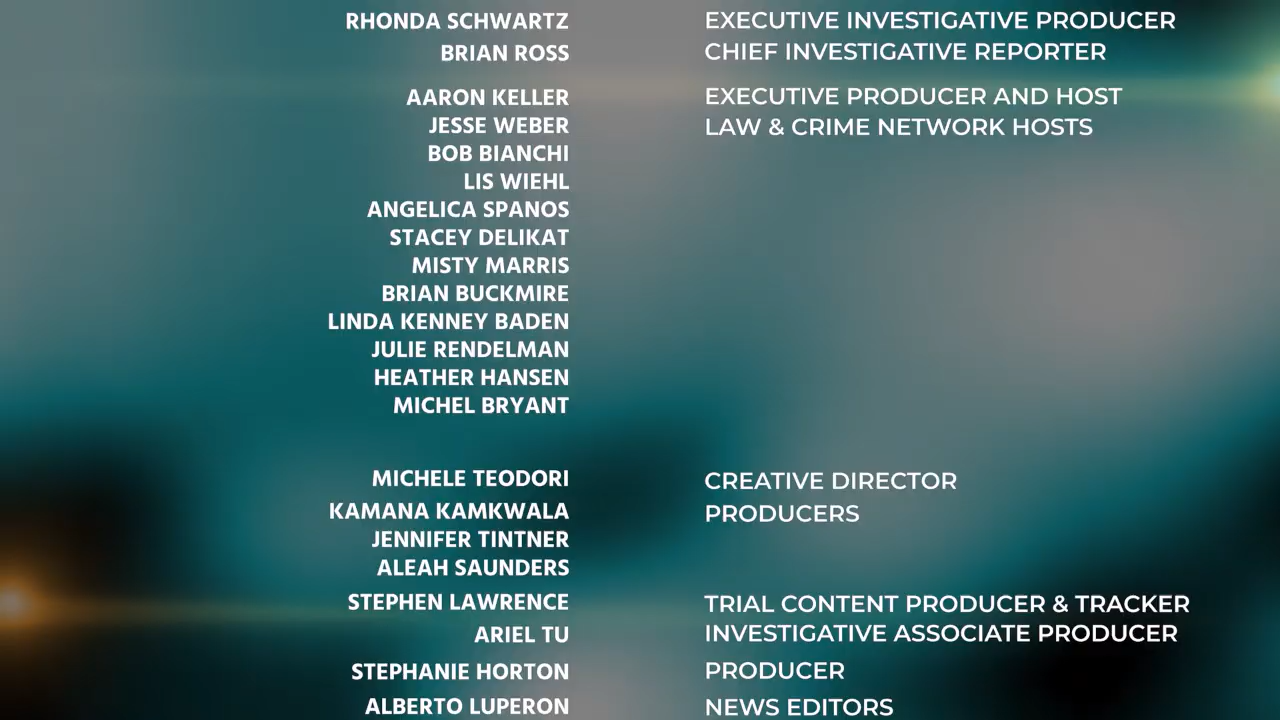 RHONDA SCHWARTZ EXECUTIVE INVESTIGATIVE PRODUCER
BRIAN ROSS CHIEF INVESTIGATIVE REPORTER
AARON KELLER EXECUTIVE PRODUCER AND HOST
JESSE WEBER LAW & CRIME NETWORK HOSTS
BOB BIANCHI
LIS WIEHL
ANGELICA SPANOS
STACEY DELIKAT
MISTY MARRIS
BRIAN BUCKMIRE
LINDA KENNEY BADEN
JULIE RENDELMAN
HEATHER HANSEN
MICHEL BRYANT
MICHELE TEODORI CREATIVE DIRECTOR
KAMANA KAMKWALA PRODUCERS
JENNIFER TINTNER
ALEAH SAUNDERS
STEPHEN LAWRENCE TRIAL CONTENT PRODUCER & TRACKER
ARIEL TU INVESTIGATIVE ASSOCIATE PRODUCER
STEPHANIE HORTON PRODUCER
ALBERTO LUPERON NEWS EDITORS